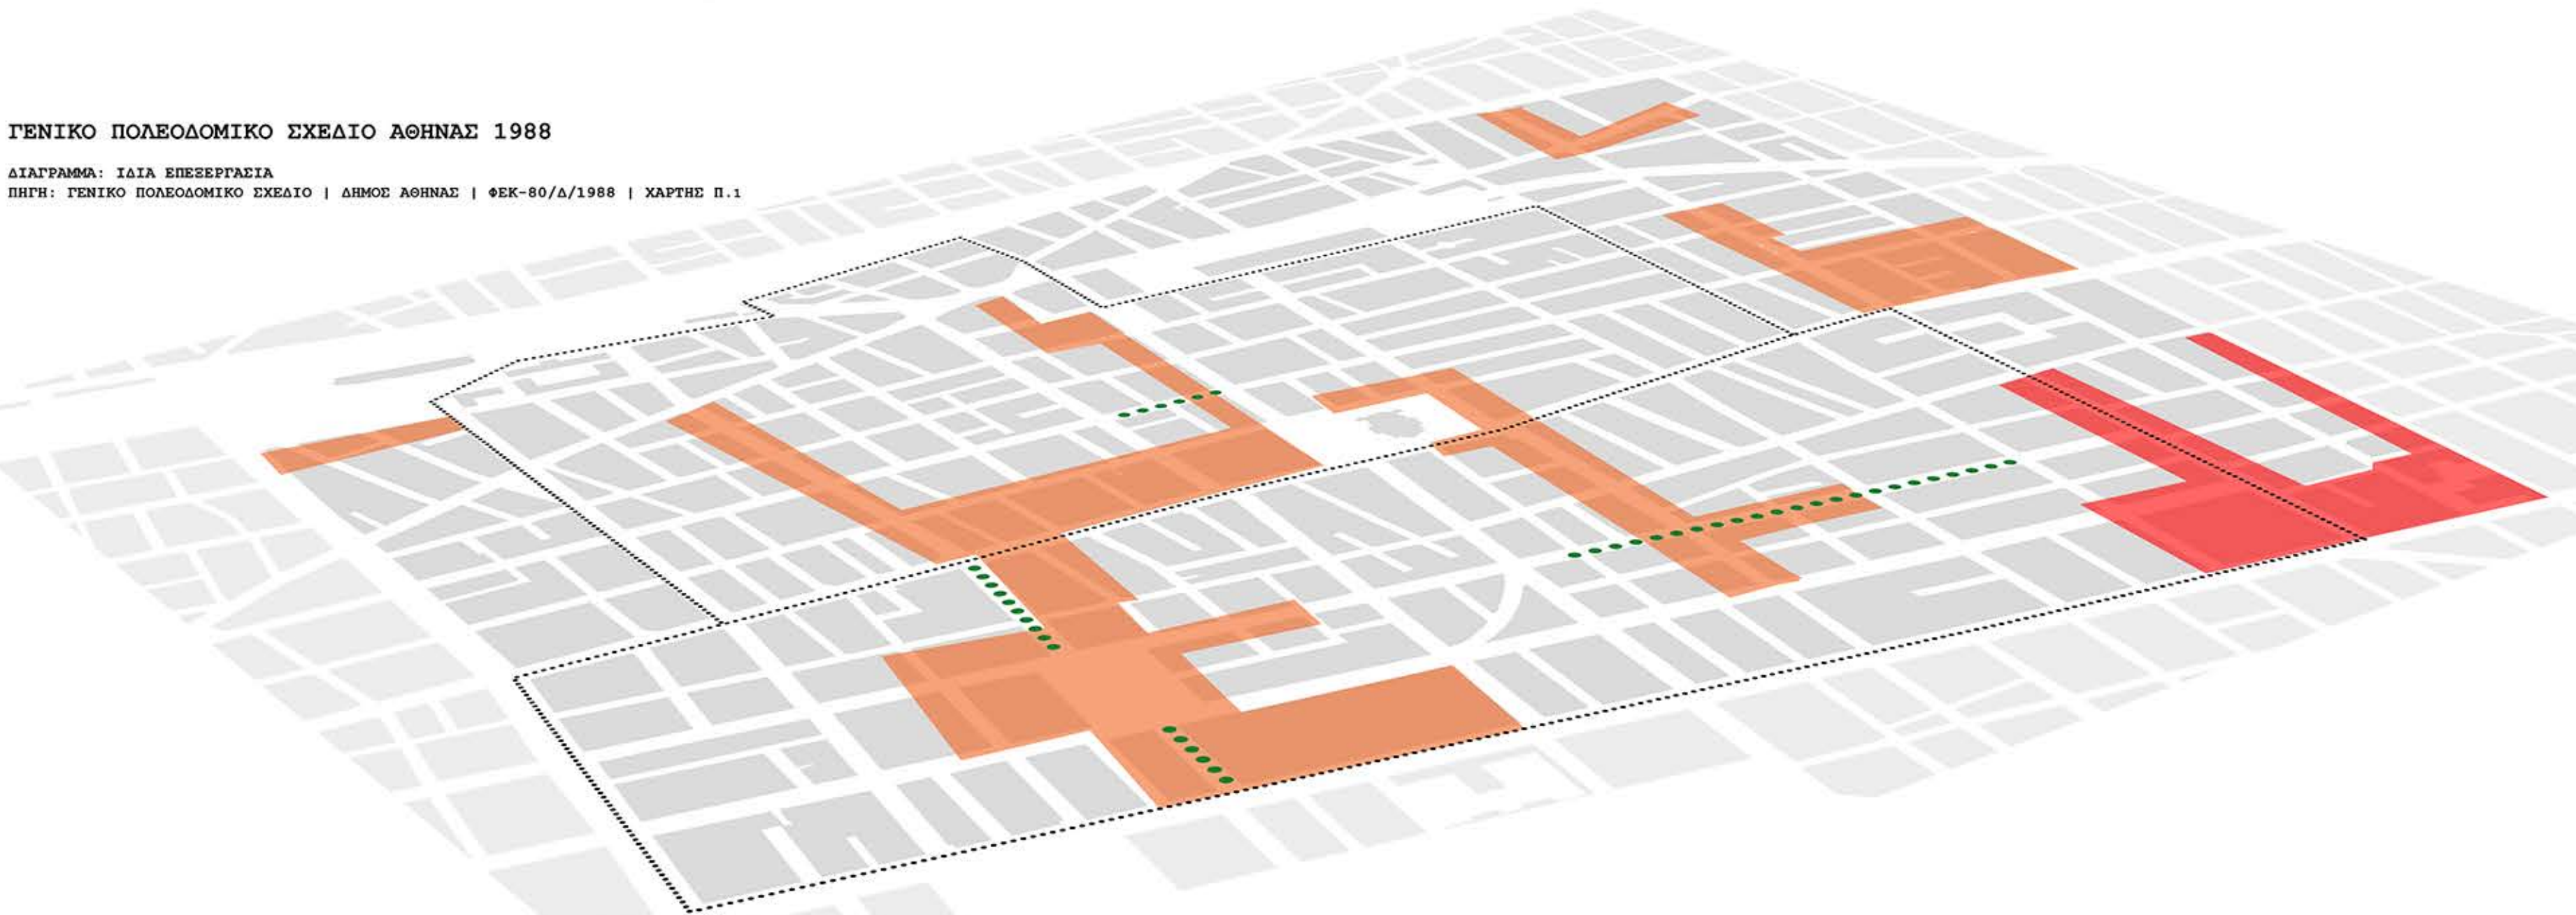 ΓΕΝΙΚΟ ΠΟΛΕΟΔΟΜΙΚΟ ΣΧΕΔΙΟ ΑΘΗΝΑΣ 1988
ΔΙΑΓΡΑΜΜΑ: ΙΔΙΑ ΕΠΕΞΕΡΓΑΣΙΑ
ΠΗΓΗ: ΓΕΝΙΚΟ ΠΟΛΕΟΔΟΜΙΚΟ ΣΧΕΔΙΟ | ΔΗΜΟΣ ΑΘΗΝΑΣ | ΦΕΚ-80/Δ/1988 | ΧΑΡΤΗΣ Π.1